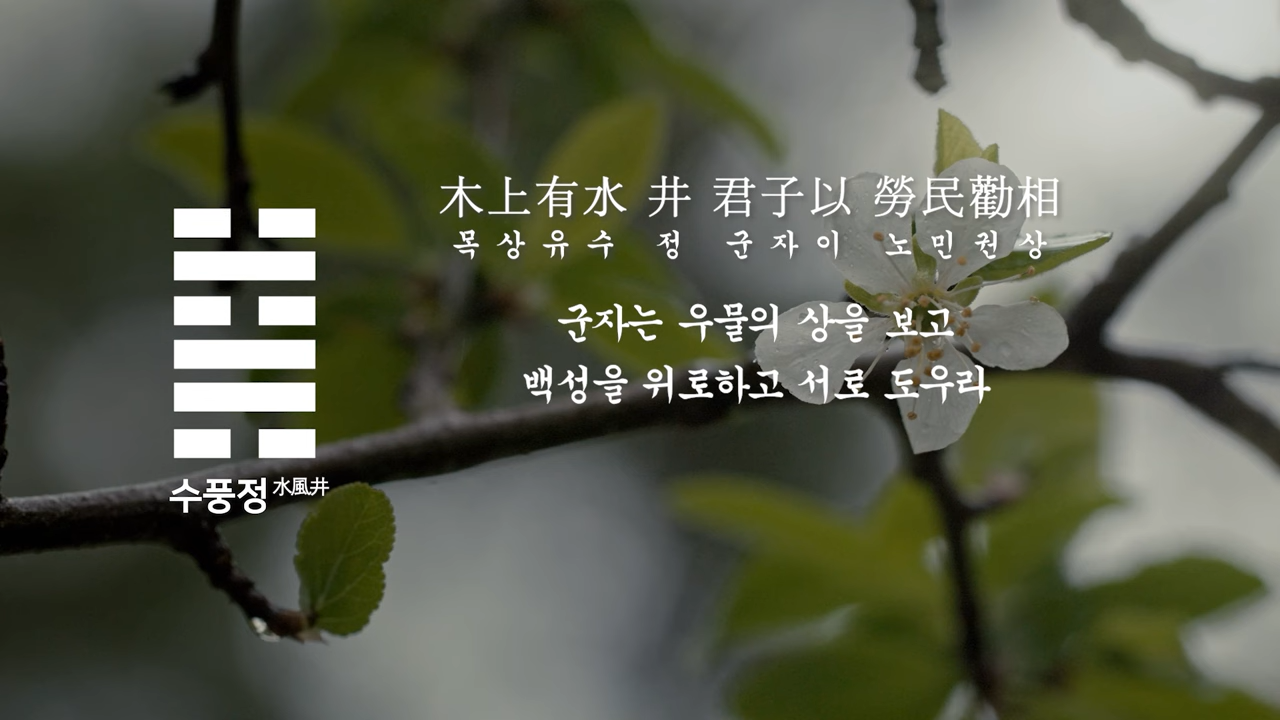 木上有水 井 君子以 勞民勸相
목상유수 정 군자이 노민권상
군자는 우물의 상을 보고
백성을 위로하고 서로 도우라
수풍정 水風井